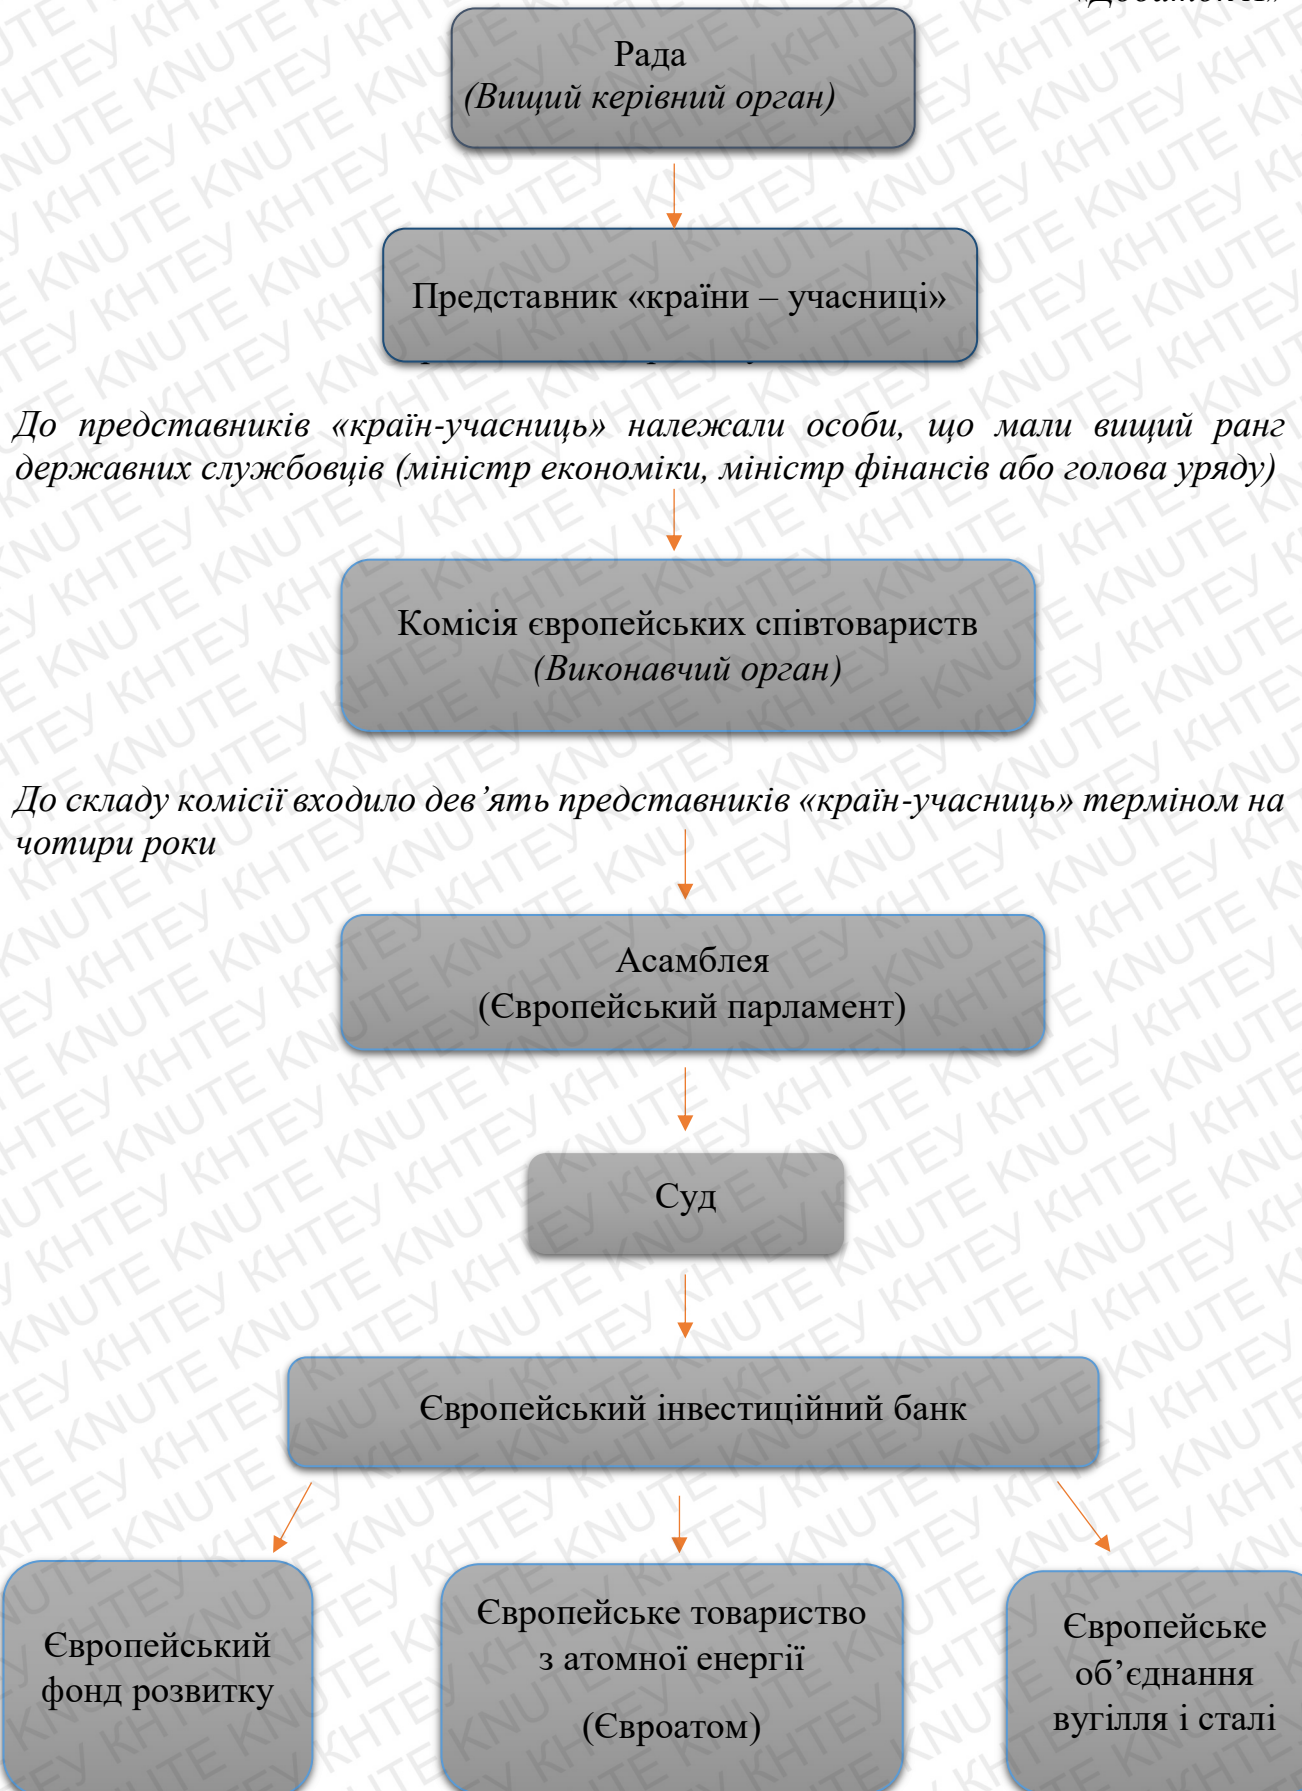 Рада
(Вищий керівний орган)
Представник «країни – учасниці»
До представників «країн-учасниць» належали особи, що мали вищий ранг
державних службовців (міністр економіки, міністр фінансів або голова уряду)
Комісія європейських співтовариств
(Виконавчий орган)
До складу комісії входило дев’ять представників «країн-учасниць» терміном на
чотири роки
Асамблея
(Європейський парламент)
Суд
Європейський інвестиційний банк
Європейський
фонд розвитку
Європейське товариство
з атомної енергії
(Євроатом)
Європейське
об’єднання
вугілля і сталі